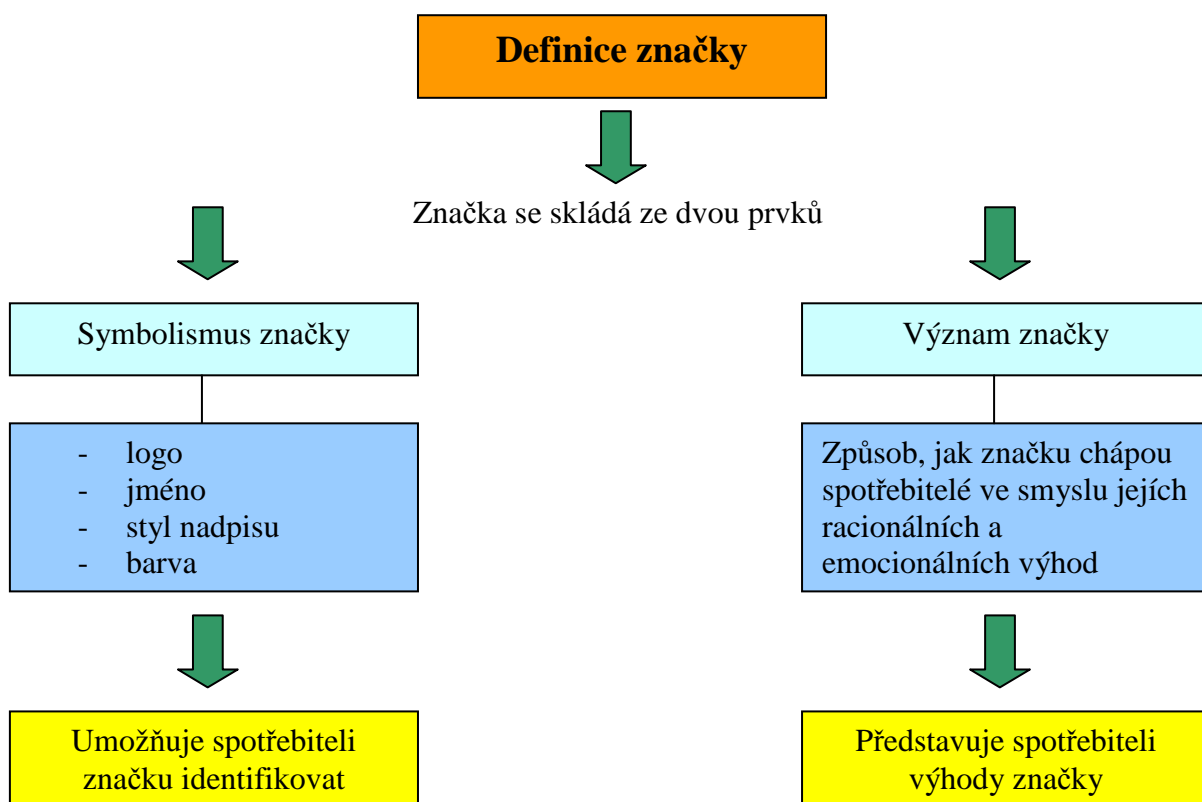 Definice značky
Značka se skládá ze dvou prvků
Symbolismus značky
- logo
- jméno
- styl nadpisu
- barva
Umožňuje spotřebiteli
značku identifikovat
Význam značky
Způsob, jak značku chápou
spotřebitelé ve smyslu jejích
racionálních a
emocionálních výhod
Představuje spotřebiteli
výhody značky